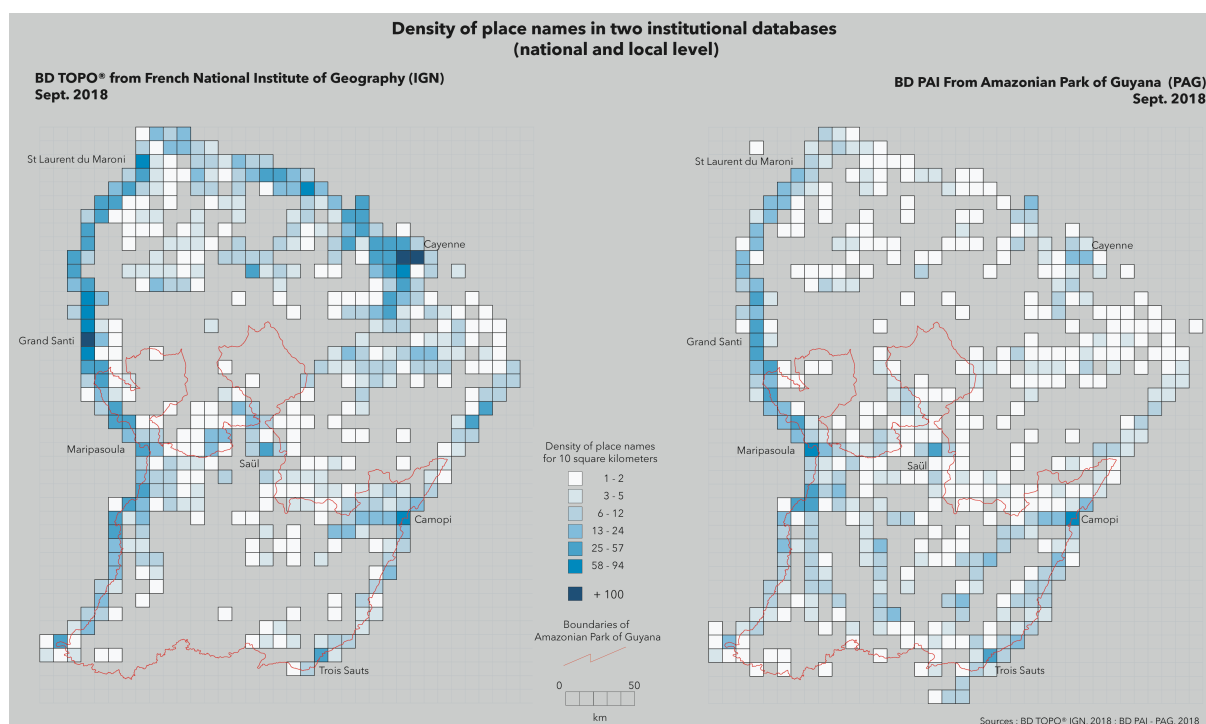 Density of place names in two institutional databases
(national and local level)
BD TOPO® from French National Institute of Geography (IGN)
Sept. 2018
BD PAI From Amazonian Park of Guyana (PAG)
Sept. 2018
St Laurent du Maroni
Cayenne
Grand Santi
Maripasoula
Saül
Camopi
Trois Sauts
Density of place names
for 10 square kilometers
1 - 2
3 - 5
6 - 12
13 - 24
25 - 57
58 - 94
+ 100
Boundaries of
Amazonian Park of Guyana
0 50
km
St Laurent du Maroni
Cayenne
Grand Santi
Maripasoula
Saül
Camopi
Trois Sauts
Sources : BD TOPO® IGN, 2018 ; BD PAI - PAG, 2018